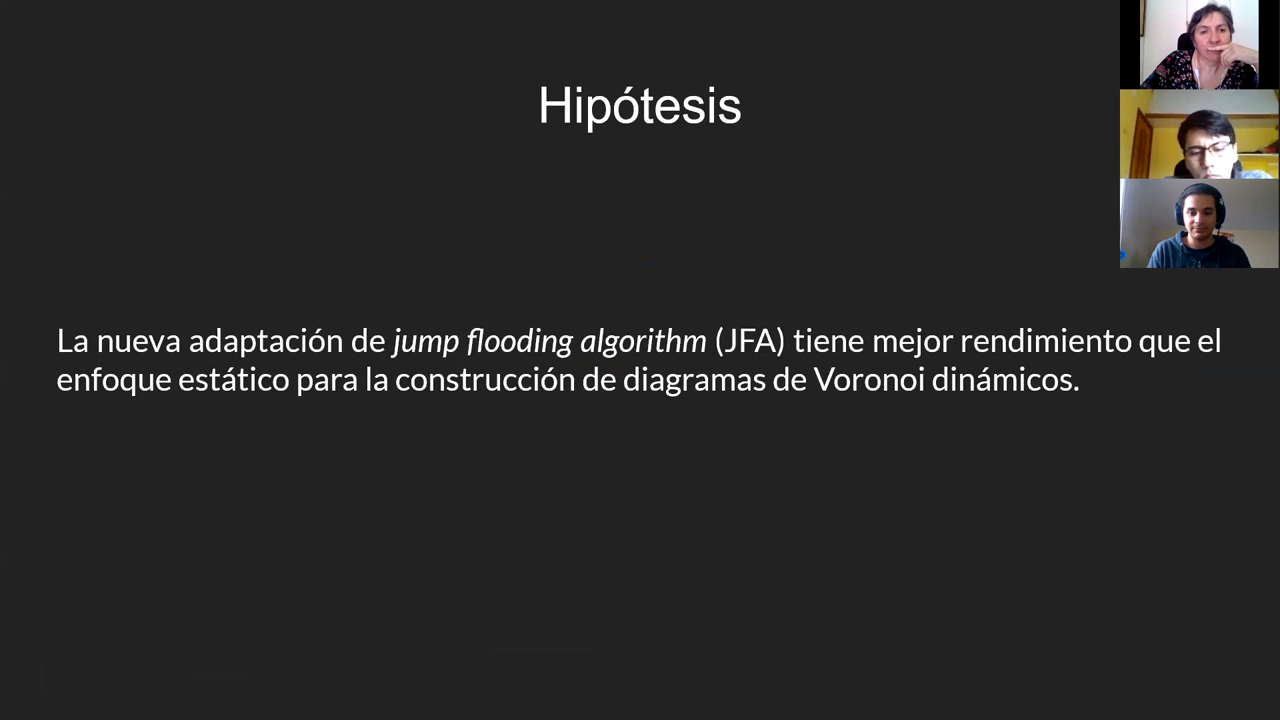 Hipótesis
La nueva adaptación de jump flooding algorithm (JFA) tiene mejor rendimiento que el
enfoque estático para la construcción de diagramas de Voronoi dinámicos.